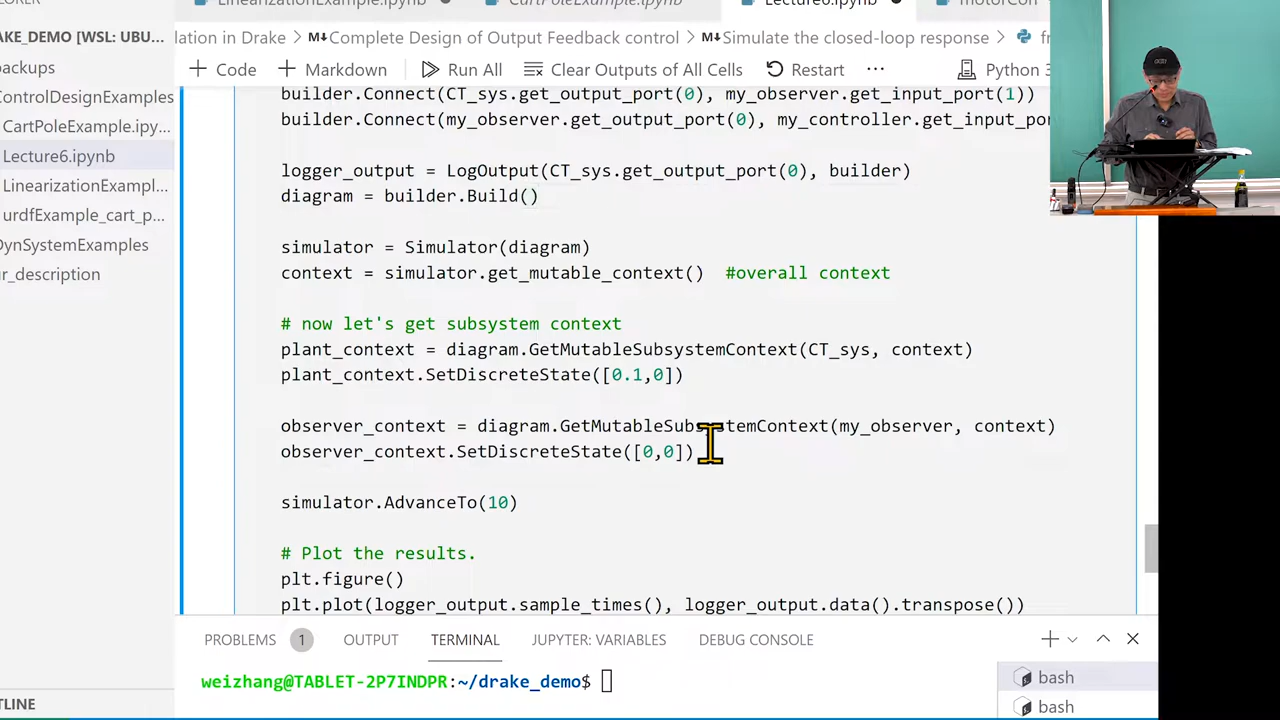 LinearizationExample.ipynb
CartPoleExample.ipynb
Lecture6.ipynb
motorCon
AKE_DEMO [WSL: UBU...
lation in Drake > Complete Design of Output Feedback control > Simulate the closed-loop response > fr
Code Markdown Run All Clear Outputs of All Cells Restart ... Python 3
backups
ControlDesignExamples
CartPoleExample.ipy...
Lecture6.ipynb
LinearizationExampl...
urdfExample_cart_p...
DynSystemExamples
ur_description
builder.Connect(CT_sys.get_output_port(0), my_observer.get_input_port(1))
builder.Connect(my_observer.get_output_port(0), my_controller.get_input_por
logger_output = LogOutput(CT_sys.get_output_port(0), builder)
diagram = builder.Build()
simulator = Simulator(diagram)
context = simulator.get_mutable_context() #overall context
# now let's get subsystem context
plant_context = diagram.GetMutableSubsystemContext(CT_sys, context)
plant_context.SetDiscreteState([0.1,0])
observer_context = diagram.GetMutableSubsystemContext(my_observer, context)
observer_context.SetDiscreteState([0,0])
simulator.AdvanceTo(10)
# Plot the results.
plt.figure()
plt.plot(logger_output.sample_times(), logger_output.data().transpose())
PROBLEMS 1 OUTPUT TERMINAL JUPYTER: VARIABLES DEBUG CONSOLE
weizhang@TABLET-2P7INDPR:~/drake_demo$
bash
bash
TLINE